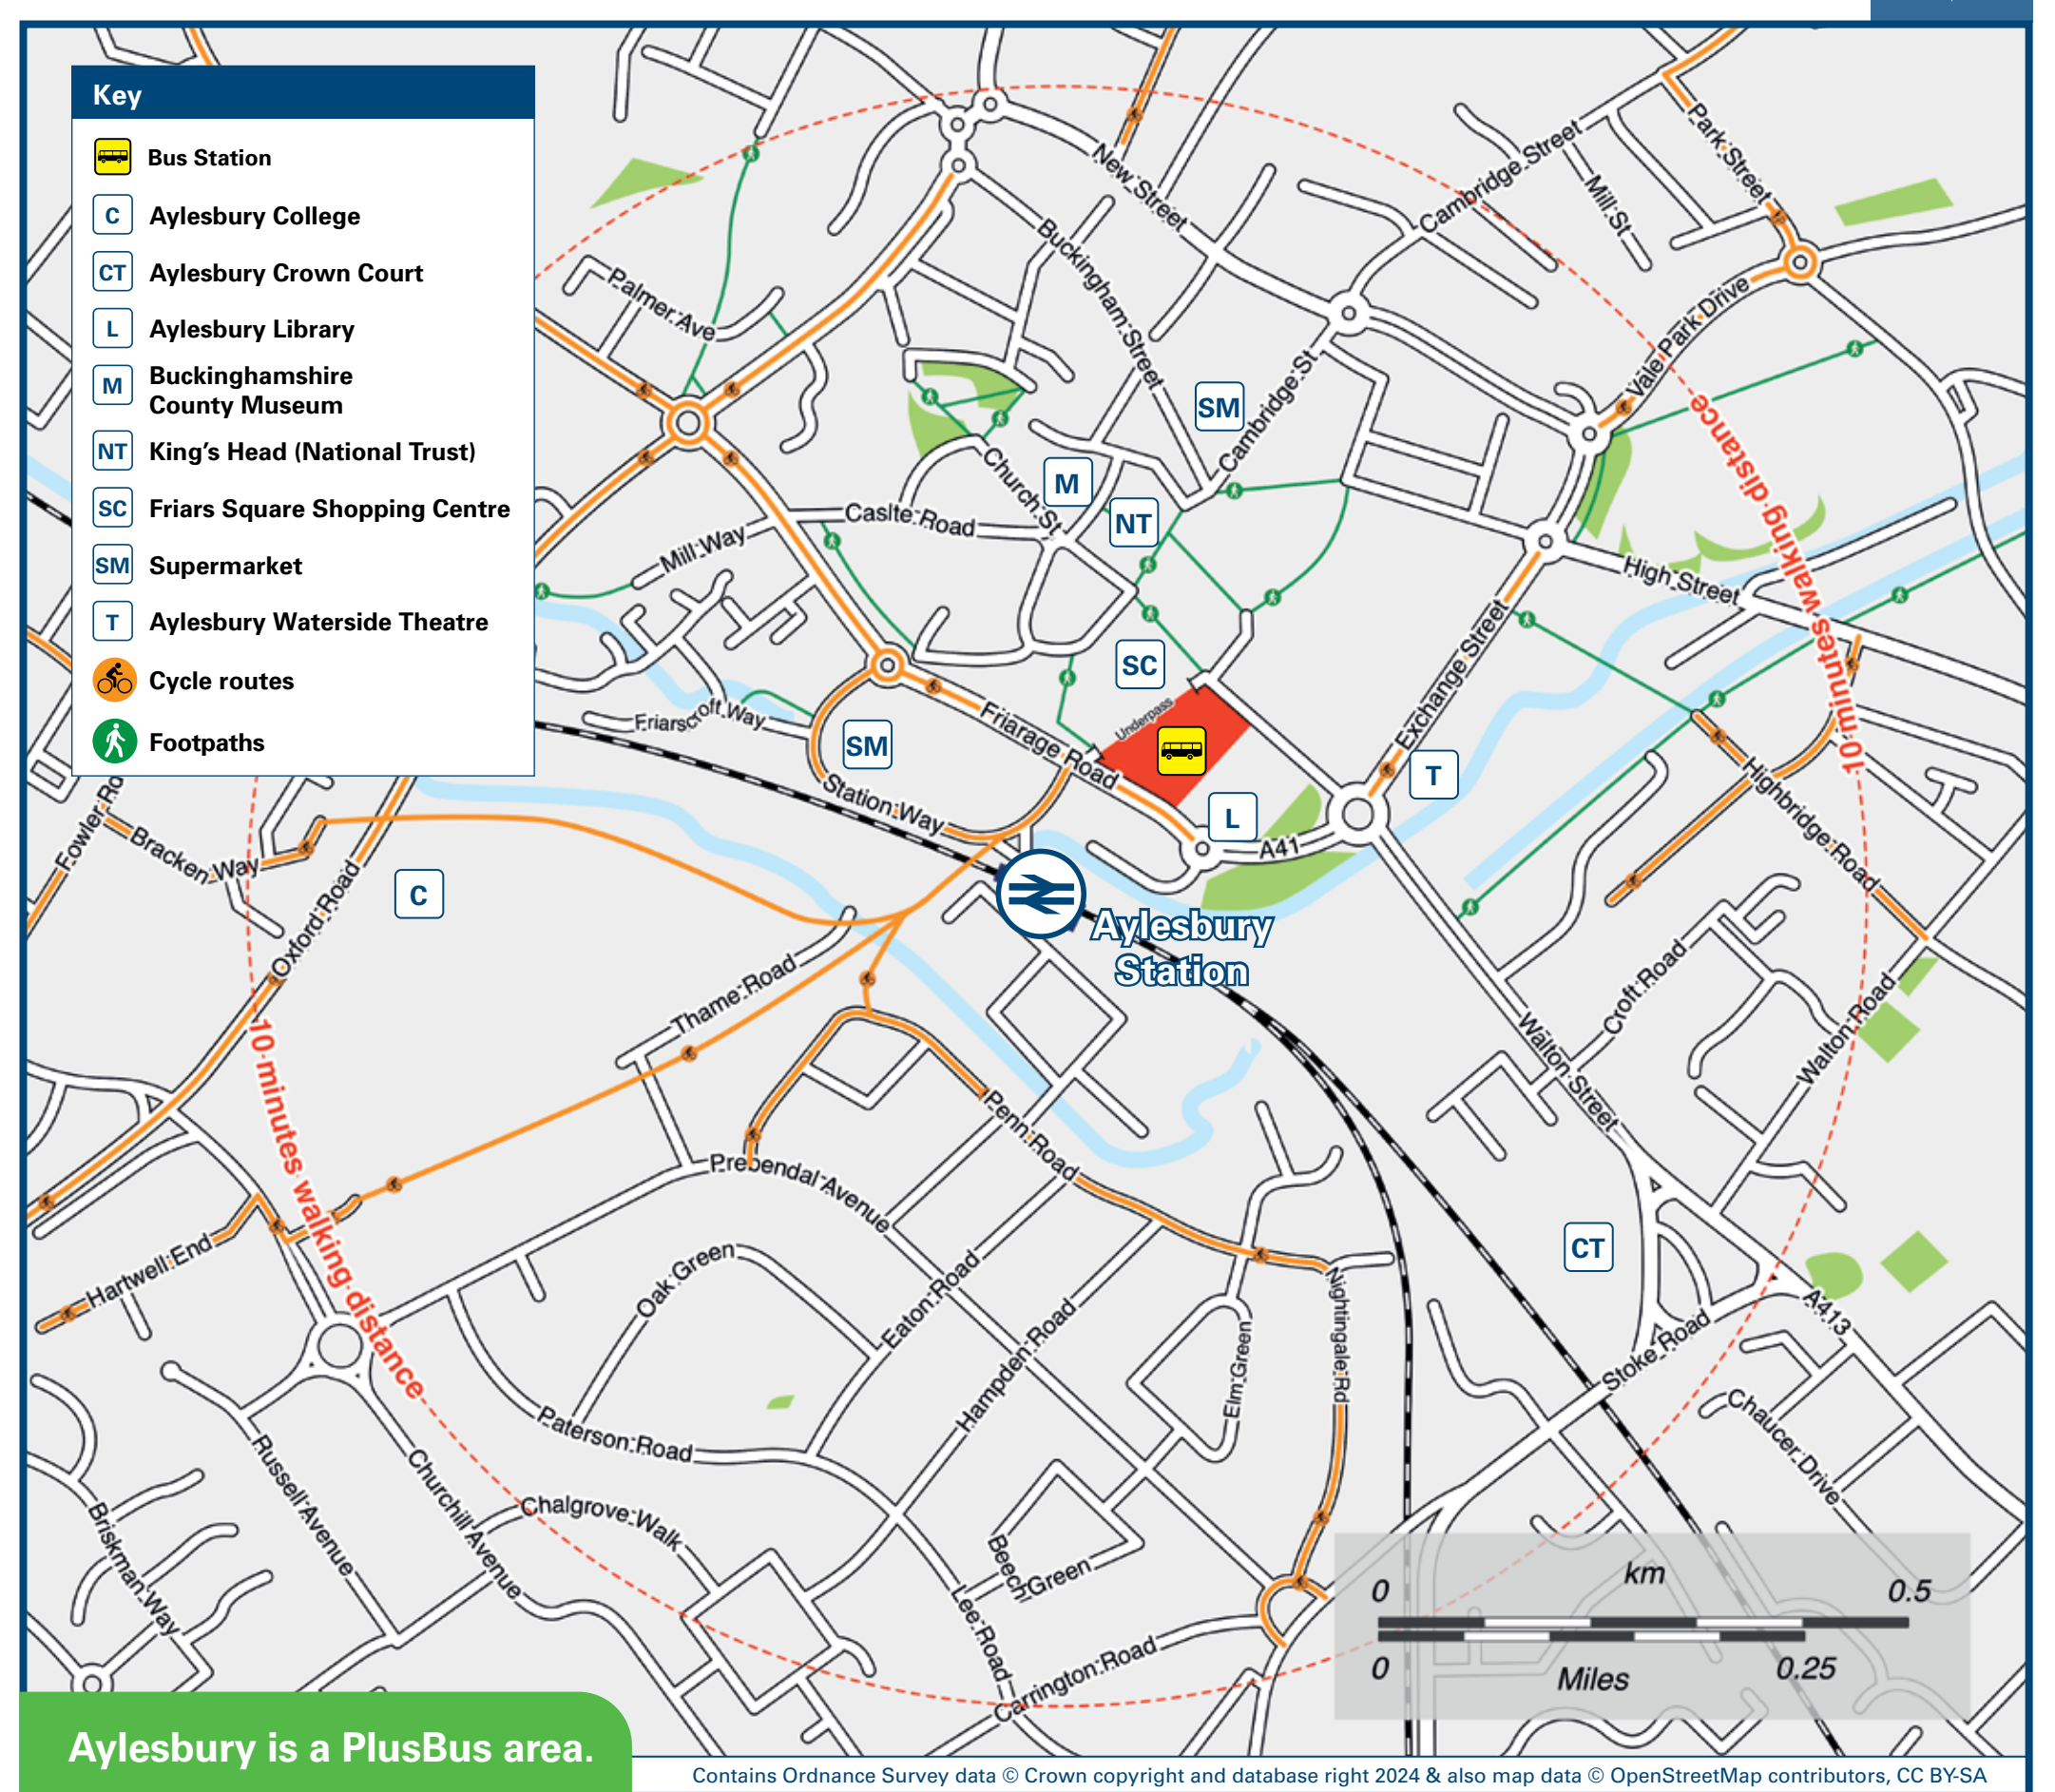 Key
Bus Station
C Aylesbury College
CT Aylesbury Crown Court
L Aylesbury Library
M Buckinghamshire
County Museum
NT King's Head (National Trust)
SC Friars Square Shopping Centre
SM Supermarket
T Aylesbury Waterside Theatre
Cycle routes
Footpaths
New Street
Cambridge Street
Park Street
Mill St
Palmer Ave
Buckingham Street
Vale Park Drive
SM
Cambridge St
10 minutes walking distance
M
Church St
NT
Caslte Road
Mill Way
High Street
SC
Exchange Street
Friarscroft Way
SM
Friarage Road
Underpass
T
Station Way
L
A41
Highbridge Road
Fowler Rd
Bracken Way
Oxford Road
C
Aylesbury
Station
Thame Road
Croft Road
Walton Street
Walton Road
10 minutes walking distance
Penn Road
Prebendal Avenue
CT
Hartwell End
Oak Green
Eaton Road
Hampden Road
Elm Green
Nightingale Rd
Stoke Road
A413
Chaucer Drive
Paterson Road
Russell Avenue
Churchill Avenue
Chalgrove Walk
Briskman Way
Beech Green
Lee Road
Carrington Road
km
0 0.5
0 0.25
Miles
Aylesbury is a PlusBus area.
Contains Ordnance Survey data © Crown copyright and database right 2024 & also map data © OpenStreetMap contributors, CC BY-SA